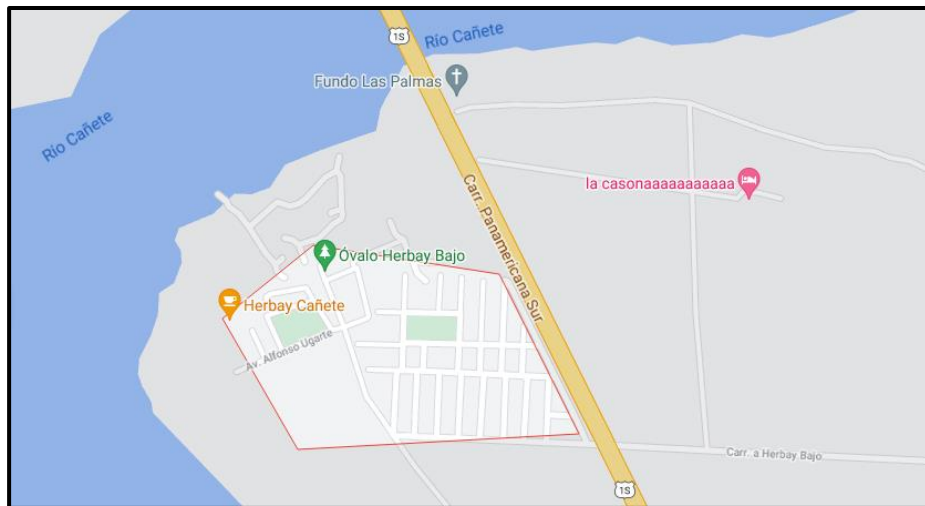 1S
Río Cañete
Fundo Las Palmas
Río Cañete
la casonaaaaaaaaaaa
Carr. Panamericana Sur
Óvalo Herbay Bajo
Herbay Cañete
Av. Alfonso Ugarte
Carr. a Herbay Bajo
1S